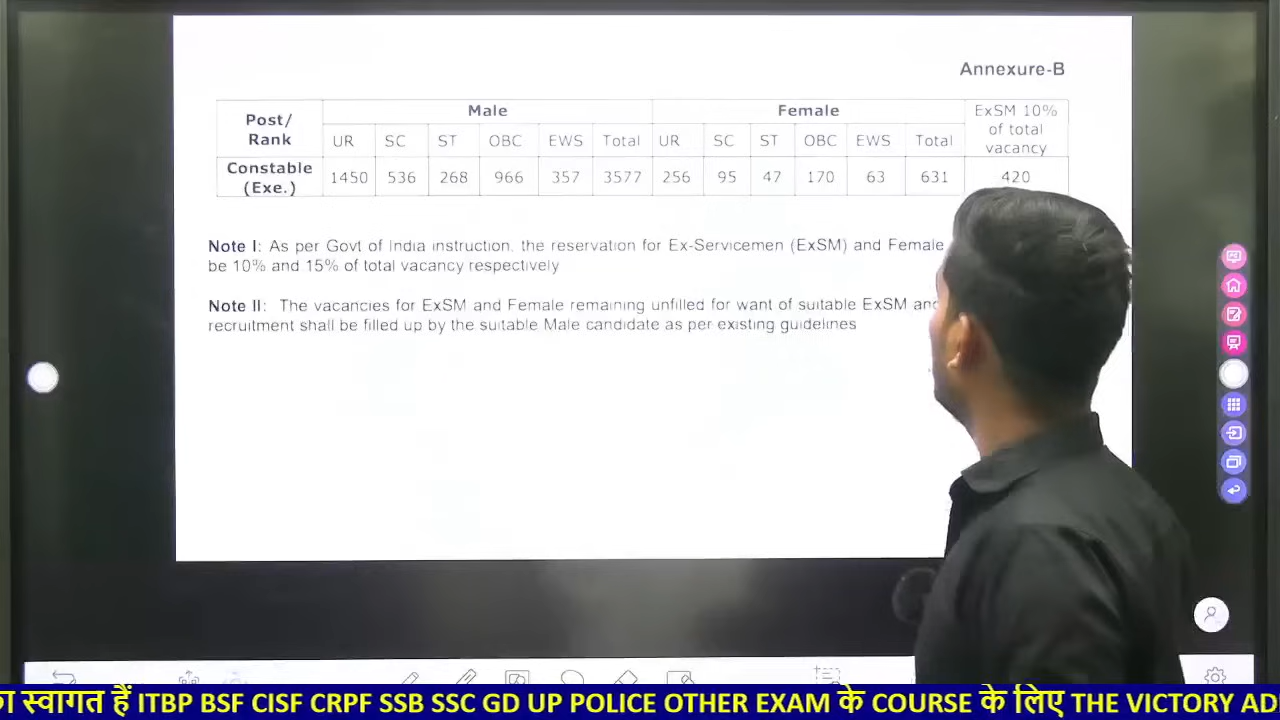 Annexure-B
Post/ Rank Male Female ExSM 10% of total vacancy
UR SC ST OBC EWS Total UR SC ST OBC EWS Total
Constable (Exe.) 1450 536 268 966 357 3577 256 95 47 170 63 631 420
Note I: As per Govt of India instruction, the reservation for Ex-Servicemen (ExSM) and Female
be 10% and 15% of total vacancy respectively
Note II: The vacancies for ExSM and Female remaining unfilled for want of suitable ExSM and
recruitment shall be filled up by the suitable Male candidate as per existing guidelines
स्वागत हैं ITBP BSF CISF CRPF SSB SSC GD UP POLICE OTHER EXAM के COURSE के लिए THE VICTORY AD